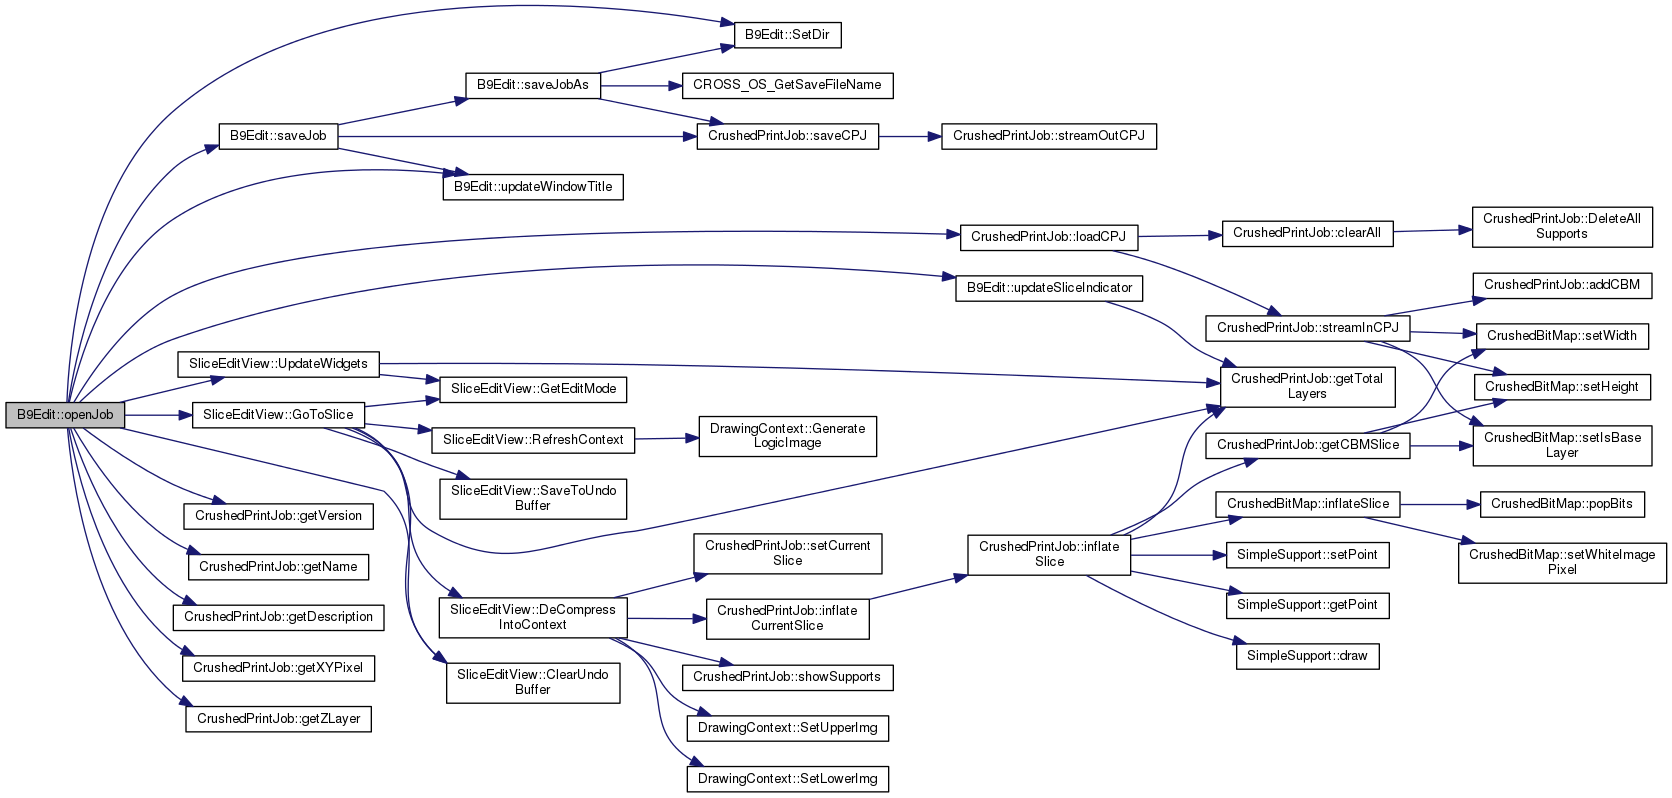 B9Edit::openJob
B9Edit::SetDir
B9Edit::saveJob
B9Edit::saveJobAs
CROSS_OS_GetSaveFileName
CrushedPrintJob::saveCPJ
CrushedPrintJob::streamOutCPJ
B9Edit::updateWindowTitle
CrushedPrintJob::loadCPJ
CrushedPrintJob::clearAll
CrushedPrintJob::DeleteAll
Supports
B9Edit::updateSliceIndicator
CrushedPrintJob::streamInCPJ
CrushedPrintJob::addCBM
CrushedBitMap::setWidth
CrushedBitMap::setHeight
CrushedBitMap::setIsBase
Layer
SliceEditView::UpdateWidgets
SliceEditView::GetEditMode
CrushedPrintJob::getTotal
Layers
SliceEditView::GoToSlice
SliceEditView::RefreshContext
DrawingContext::Generate
LogicImage
CrushedPrintJob::getCBMSlice
SliceEditView::SaveToUndo
Buffer
CrushedPrintJob::getVersion
CrushedPrintJob::getName
CrushedPrintJob::getDescription
CrushedPrintJob::getXYPixel
CrushedPrintJob::getZLayer
SliceEditView::DeCompress
IntoContext
SliceEditView::ClearUndo
Buffer
CrushedPrintJob::setCurrent
Slice
CrushedPrintJob::inflate
CurrentSlice
CrushedPrintJob::showSupports
DrawingContext::SetUpperImg
DrawingContext::SetLowerImg
CrushedPrintJob::inflate
Slice
CrushedBitMap::inflateSlice
CrushedBitMap::popBits
CrushedBitMap::setWhiteImage
Pixel
SimpleSupport::setPoint
SimpleSupport::getPoint
SimpleSupport::draw